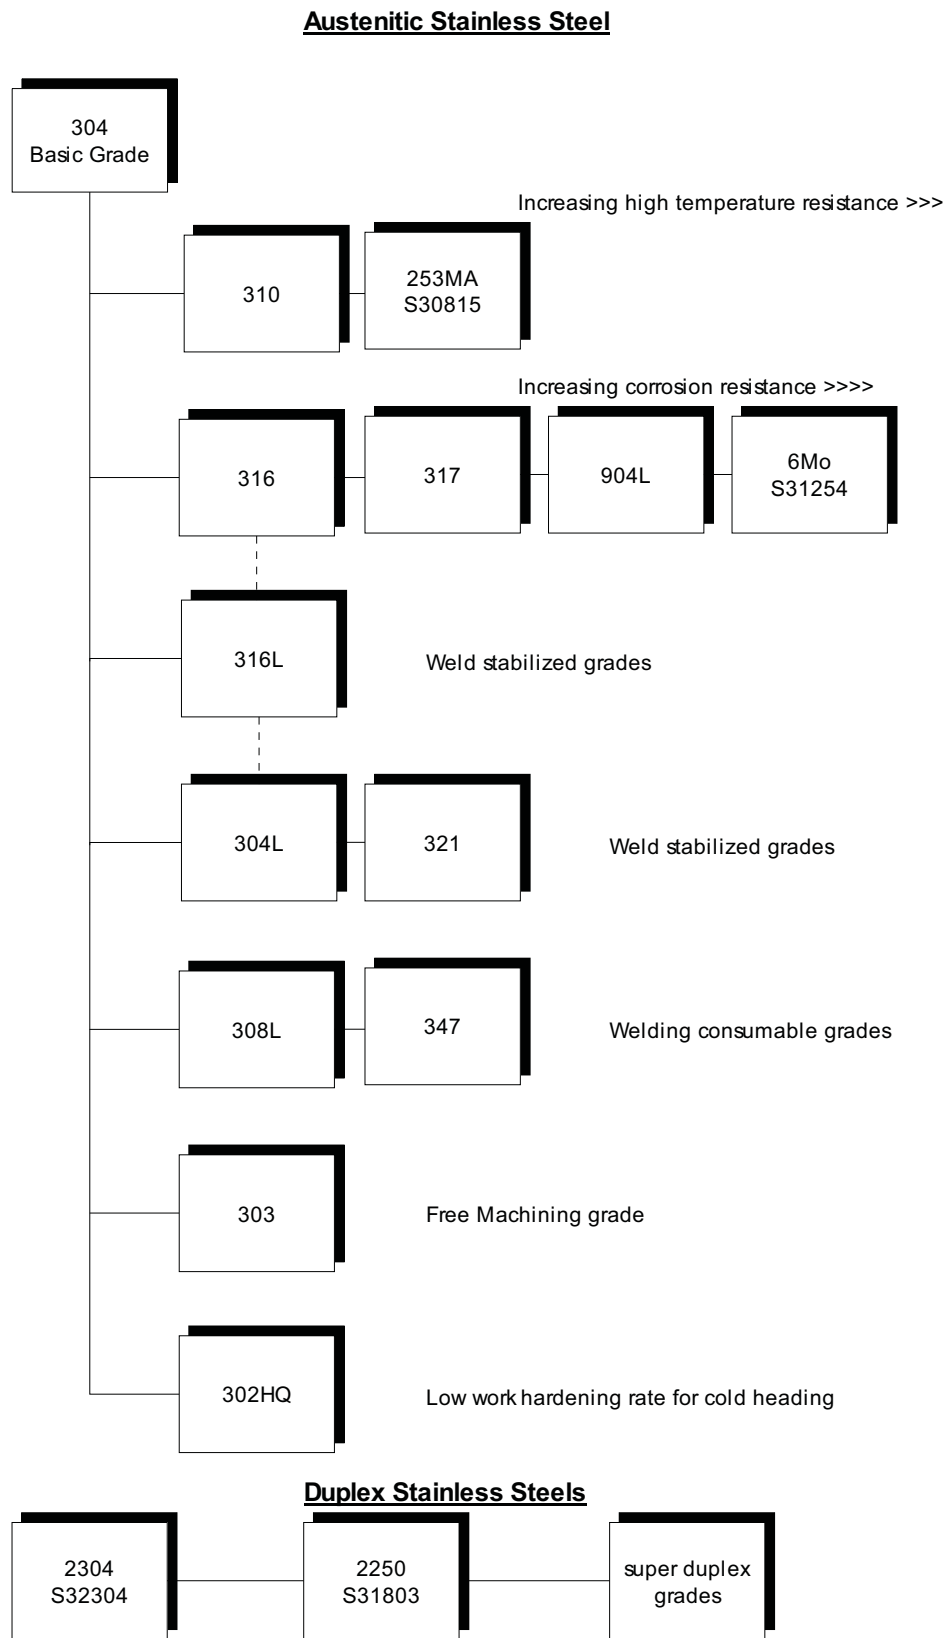 Austenitic Stainless Steel
304
Basic Grade
Increasing high temperature resistance >>>
310
253MA
S30815
Increasing corrosion resistance >>>>
316
317
904L
6Mo
S31254
316L
Weld stabilized grades
304L
321
Weld stabilized grades
308L
347
Welding consumable grades
303
Free Machining grade
302HQ
Low work hardening rate for cold heading
Duplex Stainless Steels
2304
S32304
2250
S31803
super duplex
grades